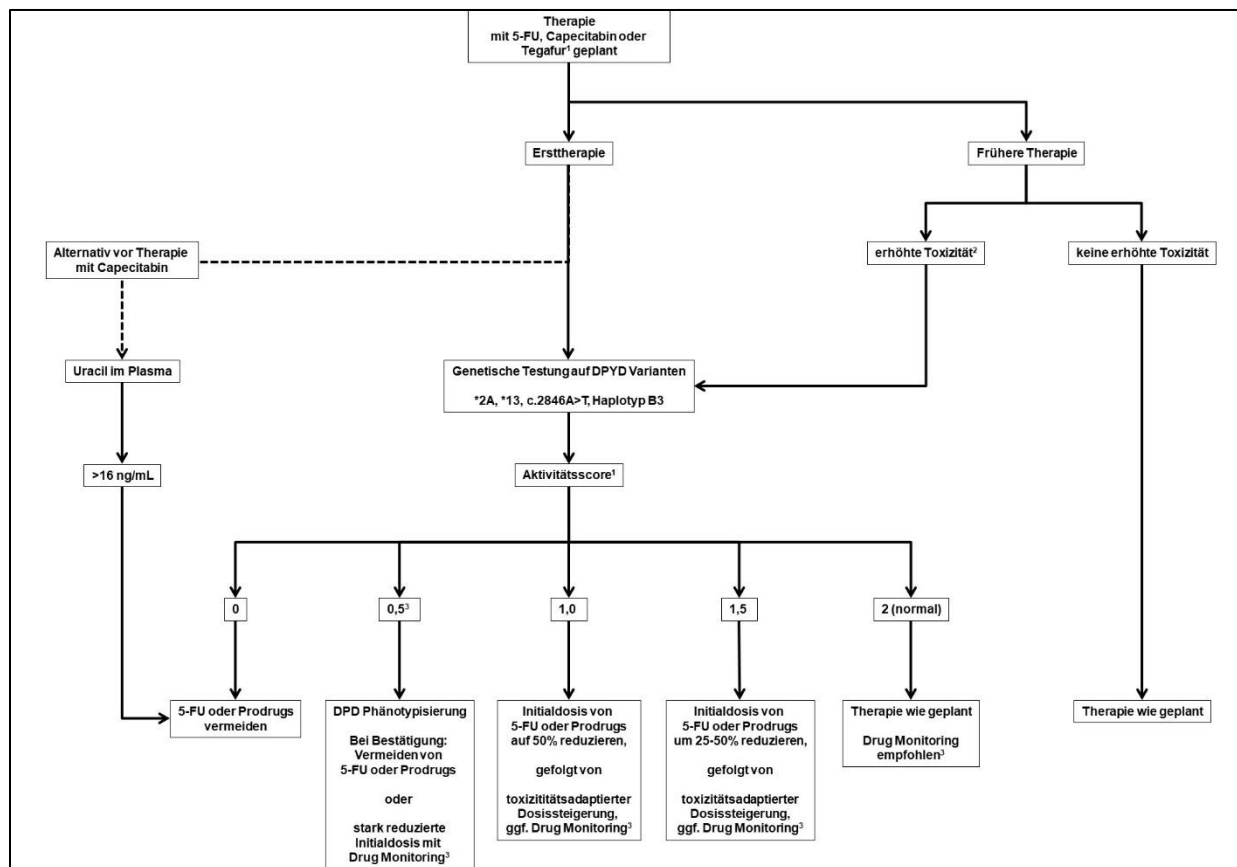 Therapie
mit 5-FU, Capecitabin oder
Tegafur¹ geplant
Ersttherapie
Frühere Therapie
Alternativ vor Therapie
mit Capecitabin
erhöhte Toxizität²
keine erhöhte Toxizität
Uracil im Plasma
Genetische Testung auf DPYD Varianten
*2A, *13, c.2846A>T, Haplotyp B3
>16 ng/mL
Aktivitätsscore¹
0
0,5³
1,0
1,5
2 (normal)
5-FU oder Prodrugs
vermeiden
DPD Phänotypisierung
Bei Bestätigung:
Vermeiden von
5-FU oder Prodrugs
oder
stark reduzierte
Initialdosis mit
Drug Monitoring³
Initialdosis von
5-FU oder Prodrugs
auf 50% reduzieren,
gefolgt von
toxizititätsadaptierter
Dosissteigerung,
ggf. Drug Monitoring³
Initialdosis von
5-FU oder Prodrugs
um 25-50% reduzieren,
gefolgt von
toxizitätsadaptierter
Dosissteigerung,
ggf. Drug Monitoring³
Therapie wie geplant
Drug Monitoring
empfohlen³
Therapie wie geplant